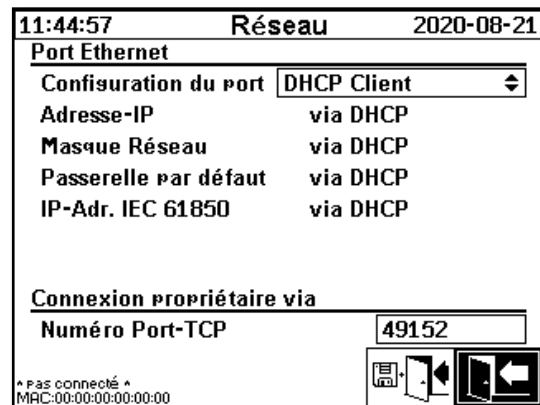 11:44:57 Réseau 2020-08-21
Port Ethernet
Configuration du port DHCP Client
Adresse-IP via DHCP
Masque Réseau via DHCP
Passerelle par défaut via DHCP
IP-Adr. IEC 61850 via DHCP
Connexion propriétaire via
Numéro Port-TCP 49152
* Pas connecté *
MAC:00:00:00:00:00:00